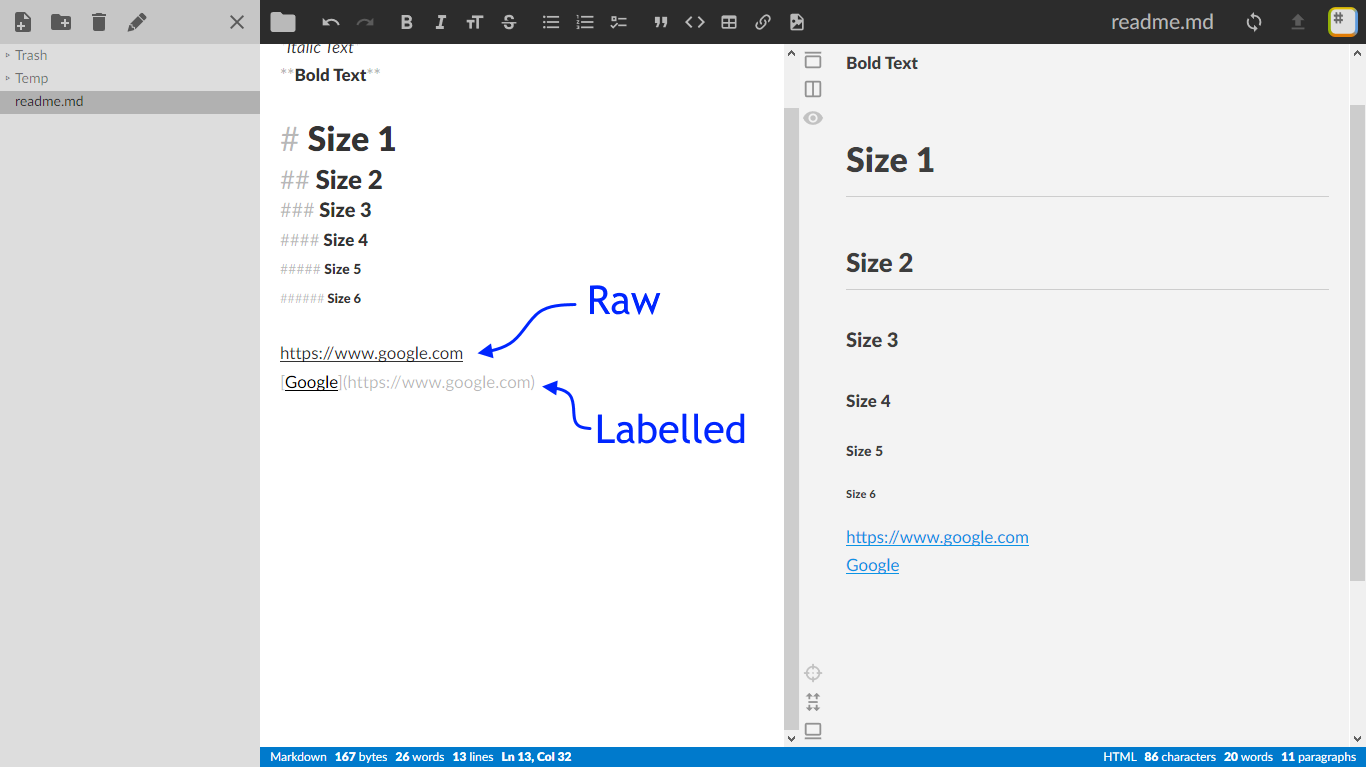 readme.md
Trash
Temp
readme.md
*Italic Text*
**Bold Text**
# Size 1
## Size 2
### Size 3
#### Size 4
##### Size 5
###### Size 6
Raw
https://www.google.com
[Google](https://www.google.com)
Labelled
Bold Text
Size 1
Size 2
Size 3
Size 4
Size 5
Size 6
https://www.google.com
Google
Markdown 167 bytes 26 words 13 lines Ln 13, Col 32
HTML 86 characters 20 words 11 paragraphs